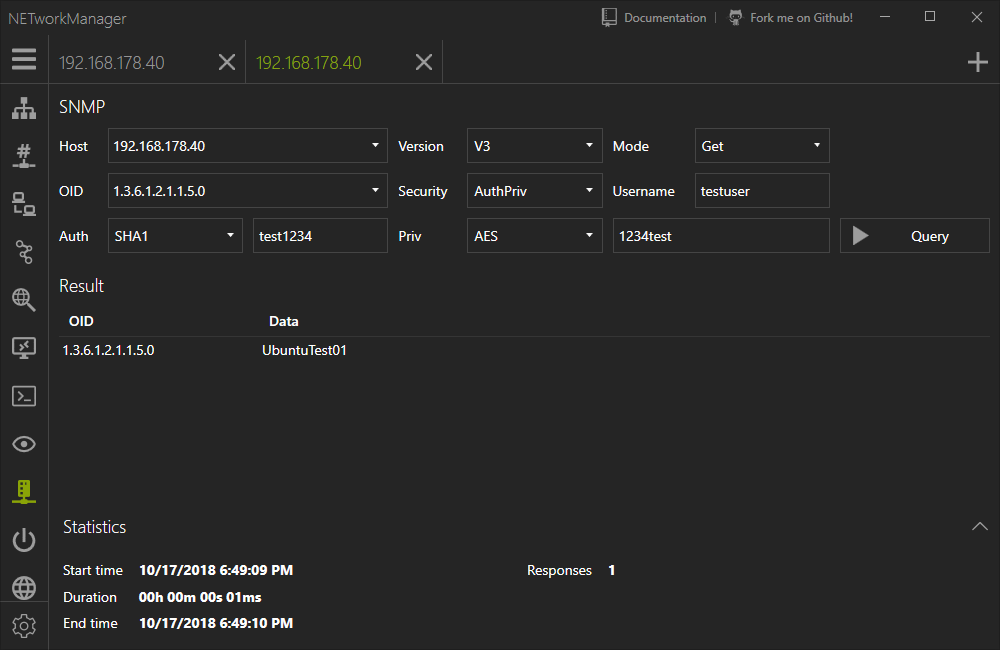 NETworkManager Documentation | Fork me on Github!
192.168.178.40 192.168.178.40
SNMP
Host 192.168.178.40 Version V3 Mode Get
OID 1.3.6.1.2.1.1.5.0 Security AuthPriv Username testuser
Auth SHA1 test1234 Priv AES 1234test Query
Result
OID Data
1.3.6.1.2.1.1.5.0 UbuntuTest01
Statistics
Start time 10/17/2018 6:49:09 PM Responses 1
Duration 00h 00m 00s 01ms
End time 10/17/2018 6:49:10 PM